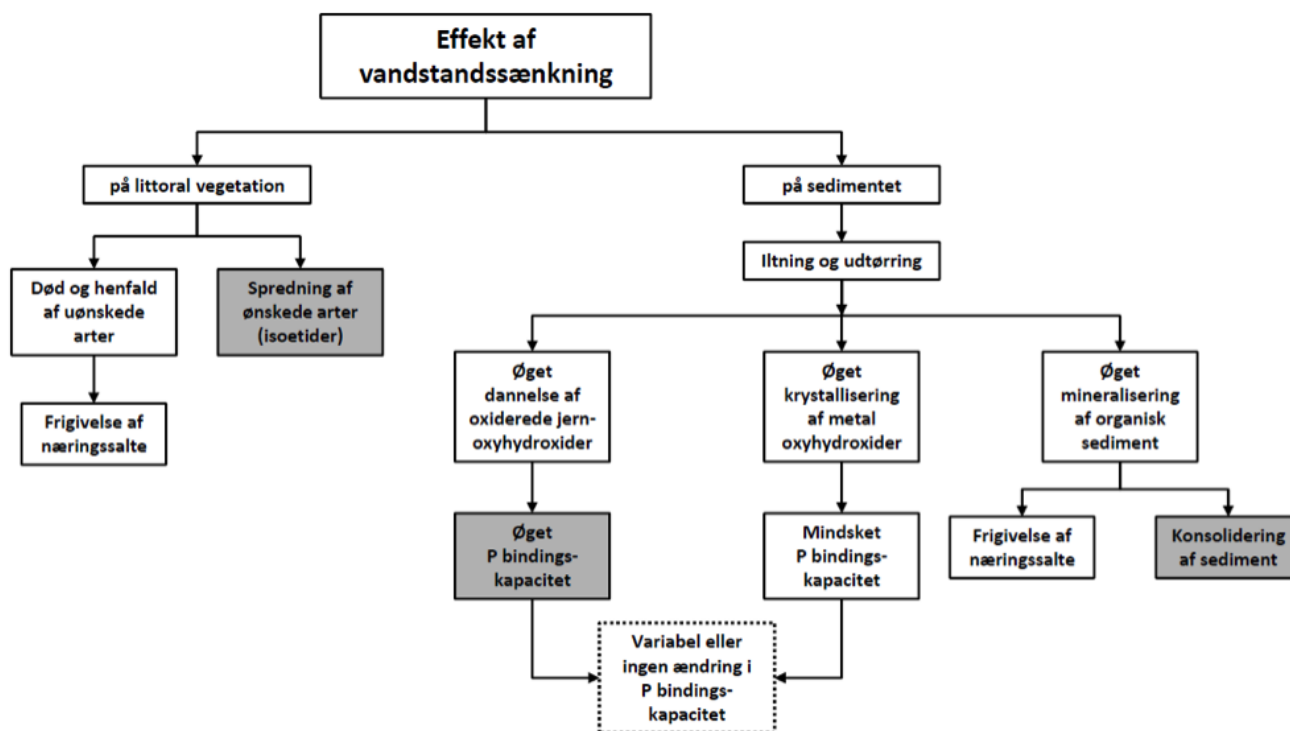 Effekt af
vandstandssænkning
på littoral vegetation
på sedimentet
Iltning og udtørring
Død og henfald
af uønskede
arter
Spredning af
ønskede arter
(isoetider)
Frigivelse af
næringssalte
Øget
dannelse af
oxiderede jern-
oxyhydroxider
Øget
krystallisering
af metal
oxyhydroxider
Øget
mineralisering
af organisk
sediment
Øget
P bindings-
kapacitet
Mindsket
P bindings-
kapacitet
Frigivelse af
næringssalte
Konsolidering
af sediment
Variabel eller
ingen ændring i
P bindings-
kapacitet